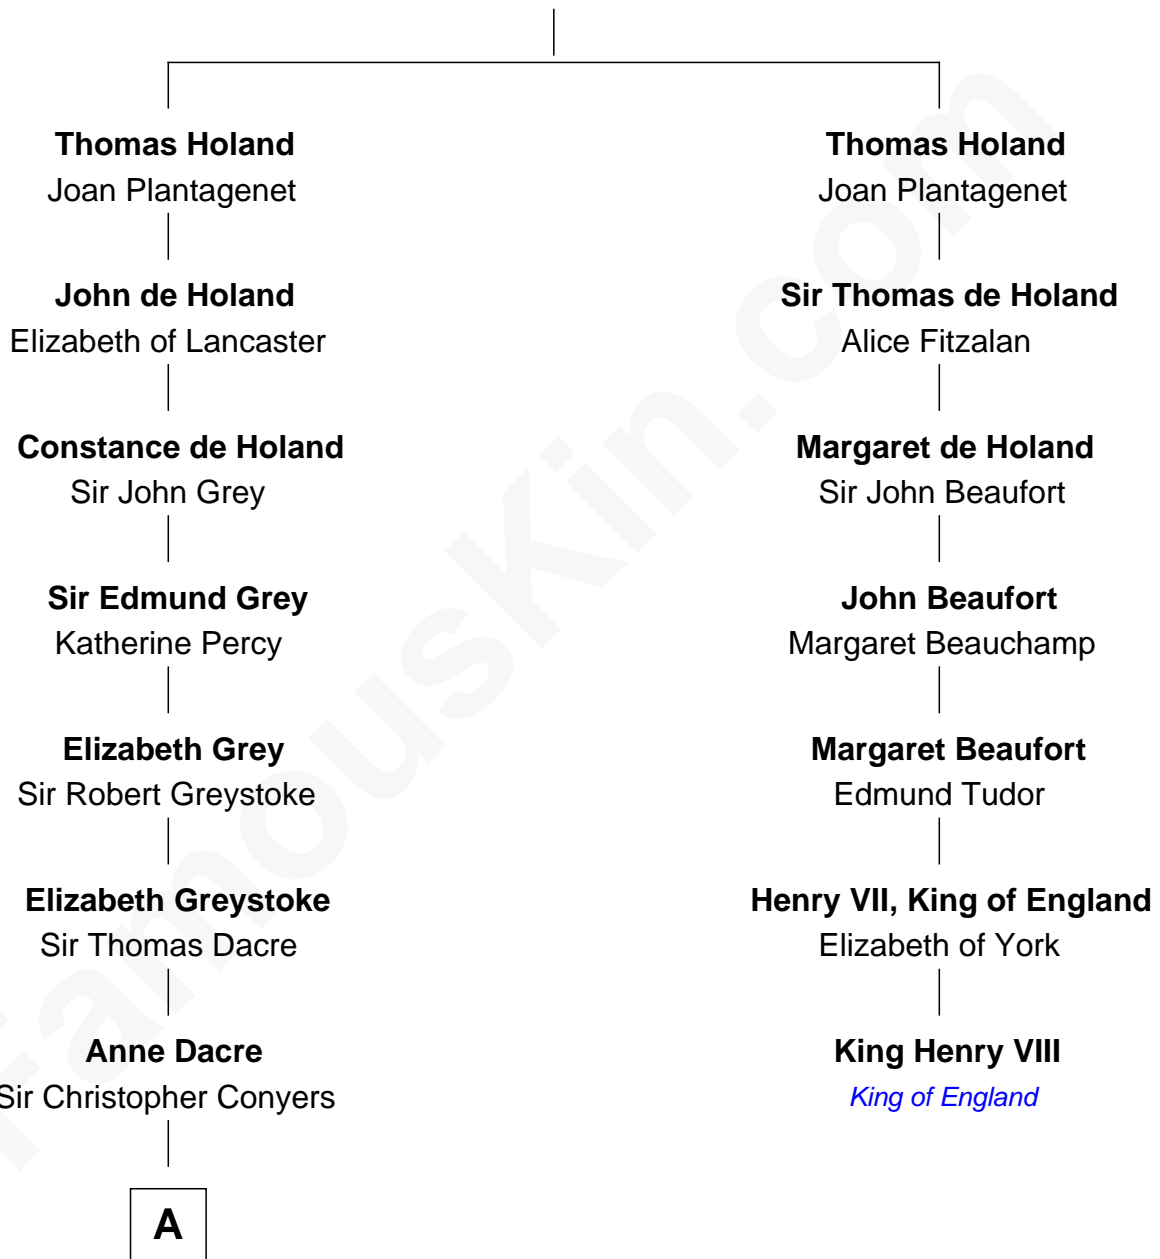 Thomas Holand
Joan Plantagenet
John de Holand
Elizabeth of Lancaster
Constance de Holand
Sir John Grey
Sir Edmund Grey
Katherine Percy
Elizabeth Grey
Sir Robert Greystoke
Elizabeth Greystoke
Sir Thomas Dacre
Anne Dacre
Sir Christopher Conyers
A
Thomas Holand
Joan Plantagenet
Sir Thomas de Holand
Alice Fitzalan
Margaret de Holand
Sir John Beaufort
John Beaufort
Margaret Beauchamp
Margaret Beaufort
Edmund Tudor
Henry VII, King of England
Elizabeth of York
King Henry VIII
King of England
FamousKin.com